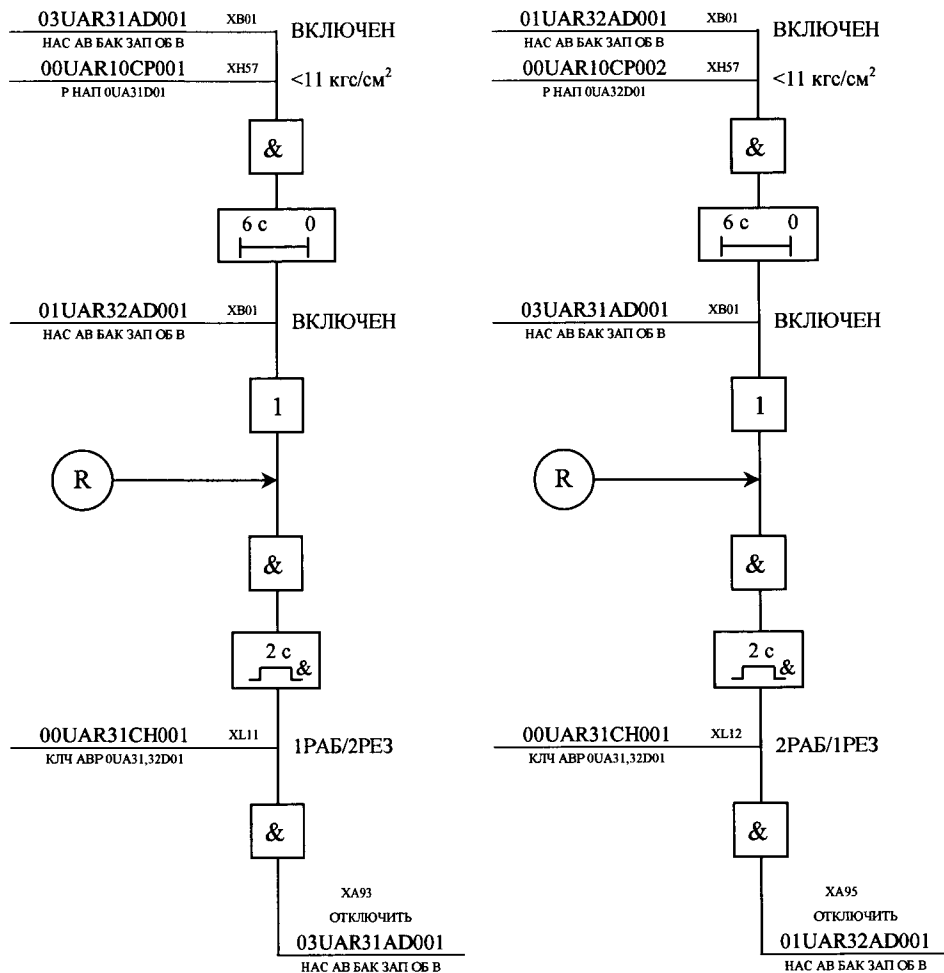 03UAR31AD001 XB01 ВКЛЮЧЕН
НАС АВ БАК ЗАП ОБ В
00UAR10CP001 XH57 <11 кгс/см²
Р НАП 0UA31D01
&
6 с 0
01UAR32AD001 XB01 ВКЛЮЧЕН
НАС АВ БАК ЗАП ОБ В
1
R
&
2 с
&
00UAR31CH001 XL11 1РАБ/2РЕЗ
КЛЧ АВР 0UA31,32D01
&
XA93
ОТКЛЮЧИТЬ
03UAR31AD001
НАС АВ БАК ЗАП ОБ В
01UAR32AD001 XB01 ВКЛЮЧЕН
НАС АВ БАК ЗАП ОБ В
00UAR10CP002 XH57 <11 кгс/см²
Р НАП 0UA32D01
&
6 с 0
03UAR31AD001 XB01 ВКЛЮЧЕН
НАС АВ БАК ЗАП ОБ В
1
R
&
2 с
&
00UAR31CH001 XL12 2РАБ/1РЕЗ
КЛЧ АВР 0UA31,32D01
&
XA95
ОТКЛЮЧИТЬ
01UAR32AD001
НАС АВ БАК ЗАП ОБ В